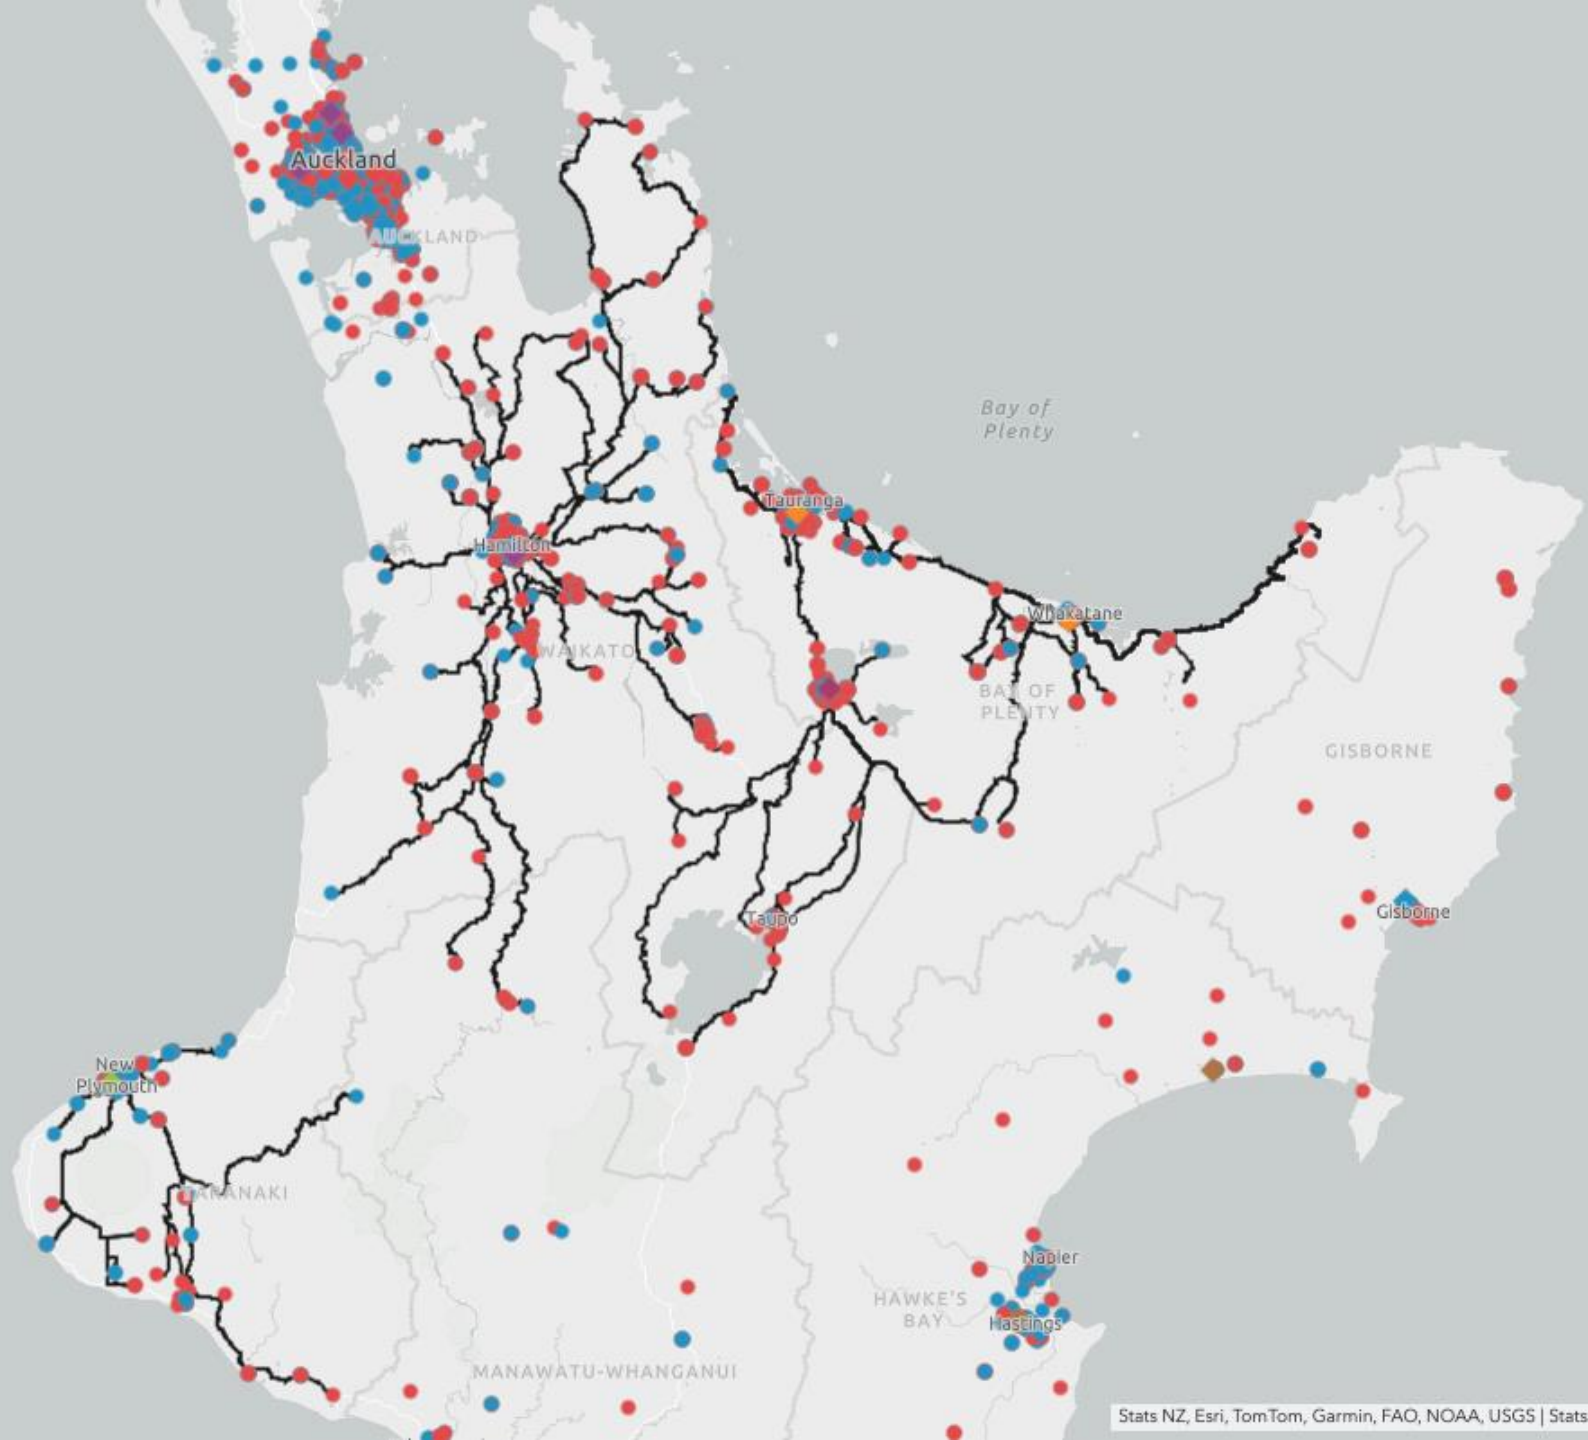 Auckland
AUCKLAND
Bay of
Plenty
Tauranga
Hamilton
Whakatane
WAIKATO
BAY OF
PLENTY
GISBORNE
Taupo
Gisborne
New
Plymouth
TARANAKI
Napier
HAWKE'S
BAY
Hastings
MANAWATU-WHANGANUI
Stats NZ, Esri, TomTom, Garmin, FAO, NOAA, USGS | Stats